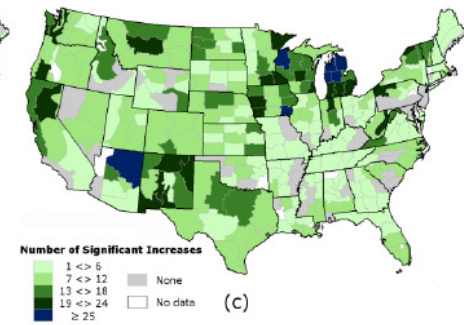 Number of Significant Increases
1 <> 6
7 <> 12
13 <> 18
19 <> 24
≥ 25
None
No data
(c)